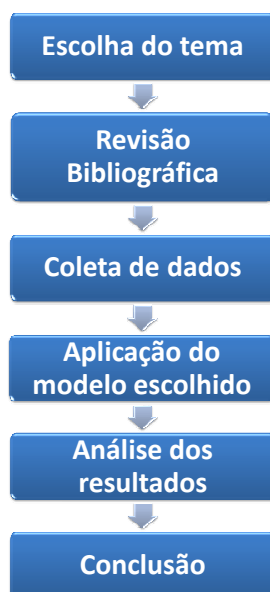 Escolha do tema
Revisão
Bibliográfica
Coleta de dados
Aplicação do
modelo escolhido
Análise dos
resultados
Conclusão